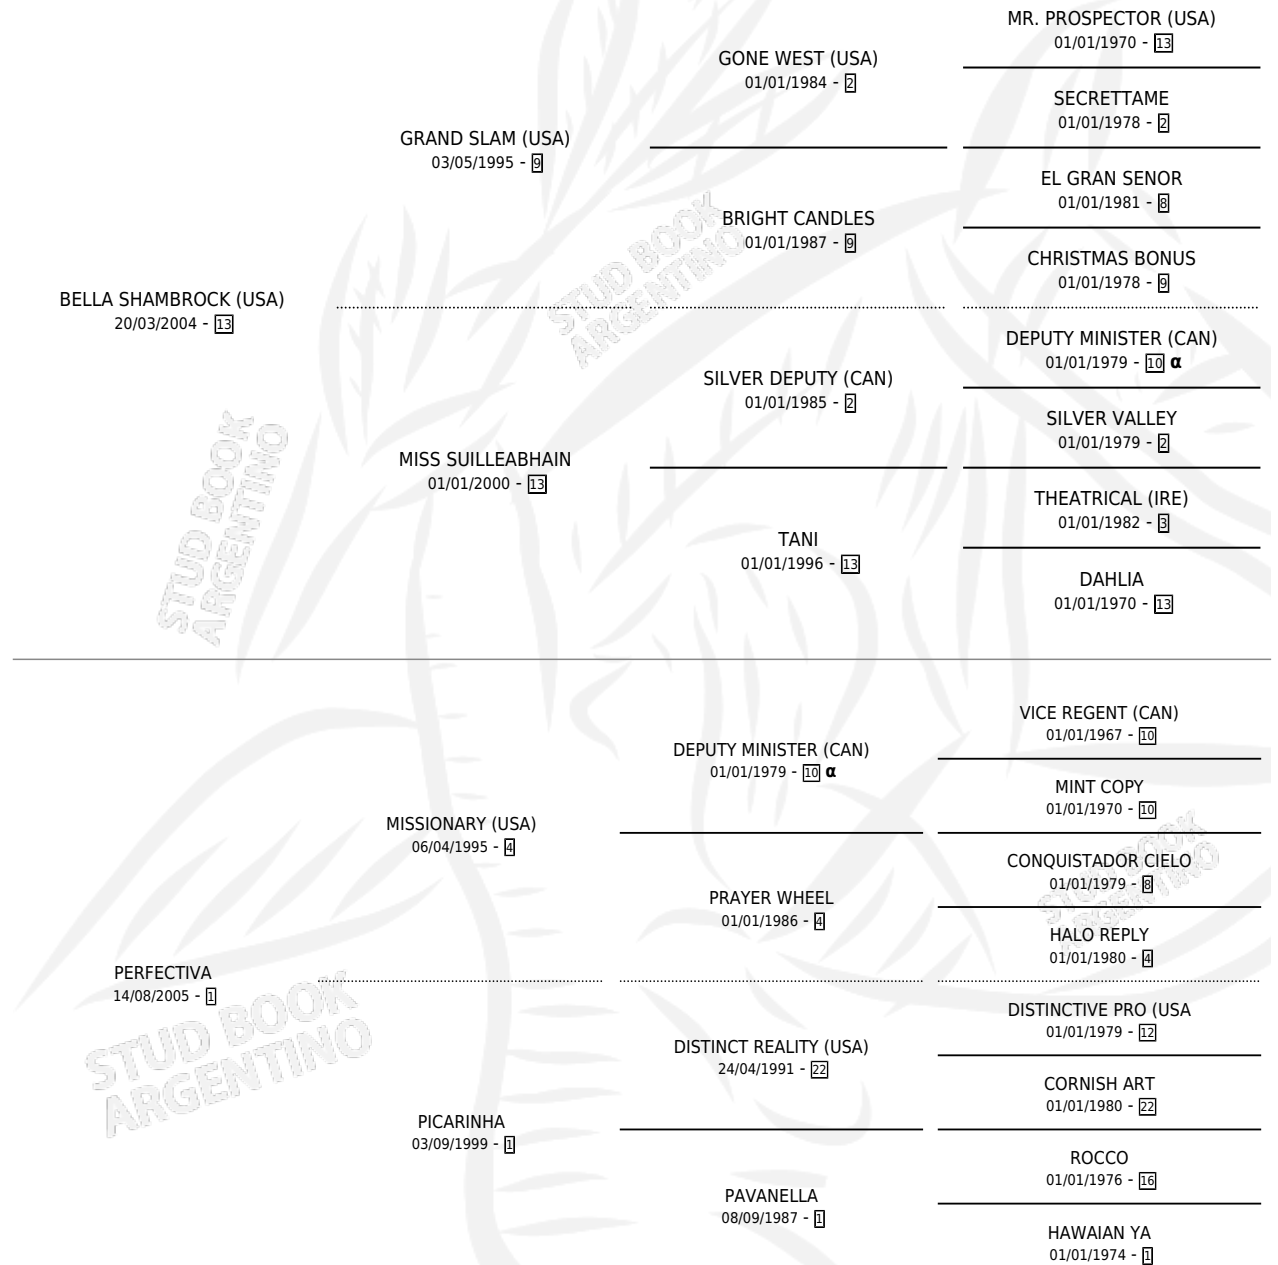 MR. PROSPECTOR (USA)
01/01/1970 - 13
GONE WEST (USA)
01/01/1984 - 2
SECRETTAME
01/01/1978 - 2
GRAND SLAM (USA)
03/05/1995 - 9
EL GRAN SENOR
01/01/1981 - 8
BRIGHT CANDLES
01/01/1987 - 9
CHRISTMAS BONUS
01/01/1978 - 9
BELLA SHAMBROCK (USA)
20/03/2004 - 13
DEPUTY MINISTER (CAN)
01/01/1979 - 10 α
SILVER DEPUTY (CAN)
01/01/1985 - 2
SILVER VALLEY
01/01/1979 - 2
MISS SUILLEABHAIN
01/01/2000 - 13
THEATRICAL (IRE)
01/01/1982 - 3
TANI
01/01/1996 - 13
DAHLIA
01/01/1970 - 13
VICE REGENT (CAN)
01/01/1967 - 10
DEPUTY MINISTER (CAN)
01/01/1979 - 10 α
MINT COPY
01/01/1970 - 10
MISSIONARY (USA)
06/04/1995 - 4
CONQUISTADOR CIELO
01/01/1979 - 8
PRAYER WHEEL
01/01/1986 - 4
HALO REPLY
01/01/1980 - 4
PERFECTIVA
14/08/2005 - 1
DISTINCTIVE PRO (USA
01/01/1979 - 12
DISTINCT REALITY (USA)
24/04/1991 - 22
CORNISH ART
01/01/1980 - 22
PICARINHA
03/09/1999 - 1
ROCCO
01/01/1976 - 16
PAVANELLA
08/09/1987 - 1
HAWAIAN YA
01/01/1974 - 1
STUD BOOK
ARGENTINO
STUD BOOK
ARGENTINO
STUD BOOK
ARGENTINO
STUD BOOK
ARGENTINO